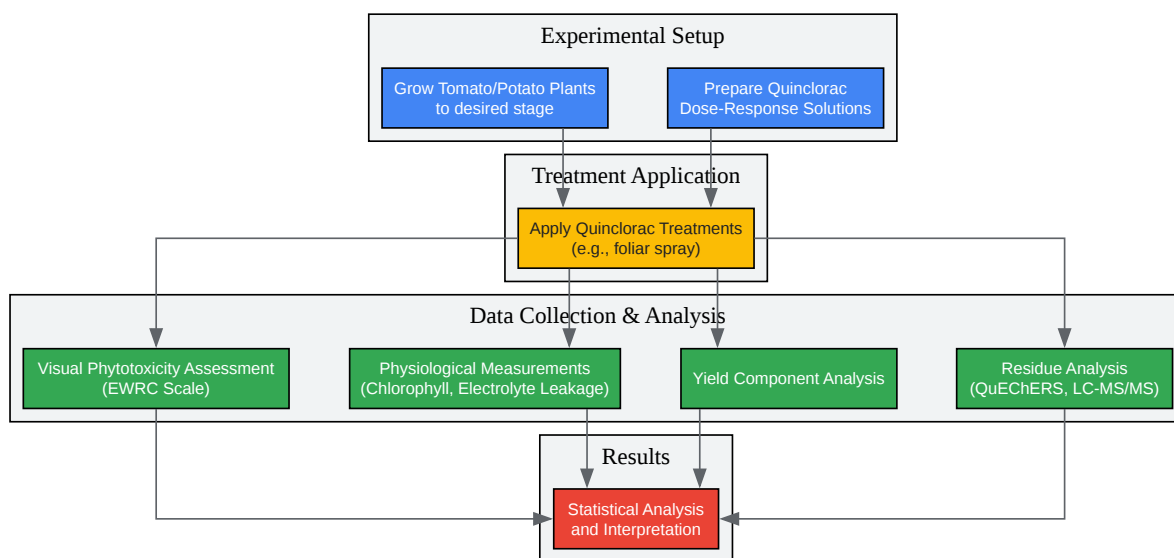 Experimental Setup
Grow Tomato/Potato Plants
to desired stage
Prepare Quinclorac
Dose-Response Solutions
Treatment Application
Apply Quinclorac Treatments
(e.g., foliar spray)
Data Collection & Analysis
Visual Phytotoxicity Assessment
(EWRC Scale)
Physiological Measurements
(Chlorophyll, Electrolyte Leakage)
Yield Component Analysis
Residue Analysis
(QuEChERS, LC-MS/MS)
Results
Statistical Analysis
and Interpretation